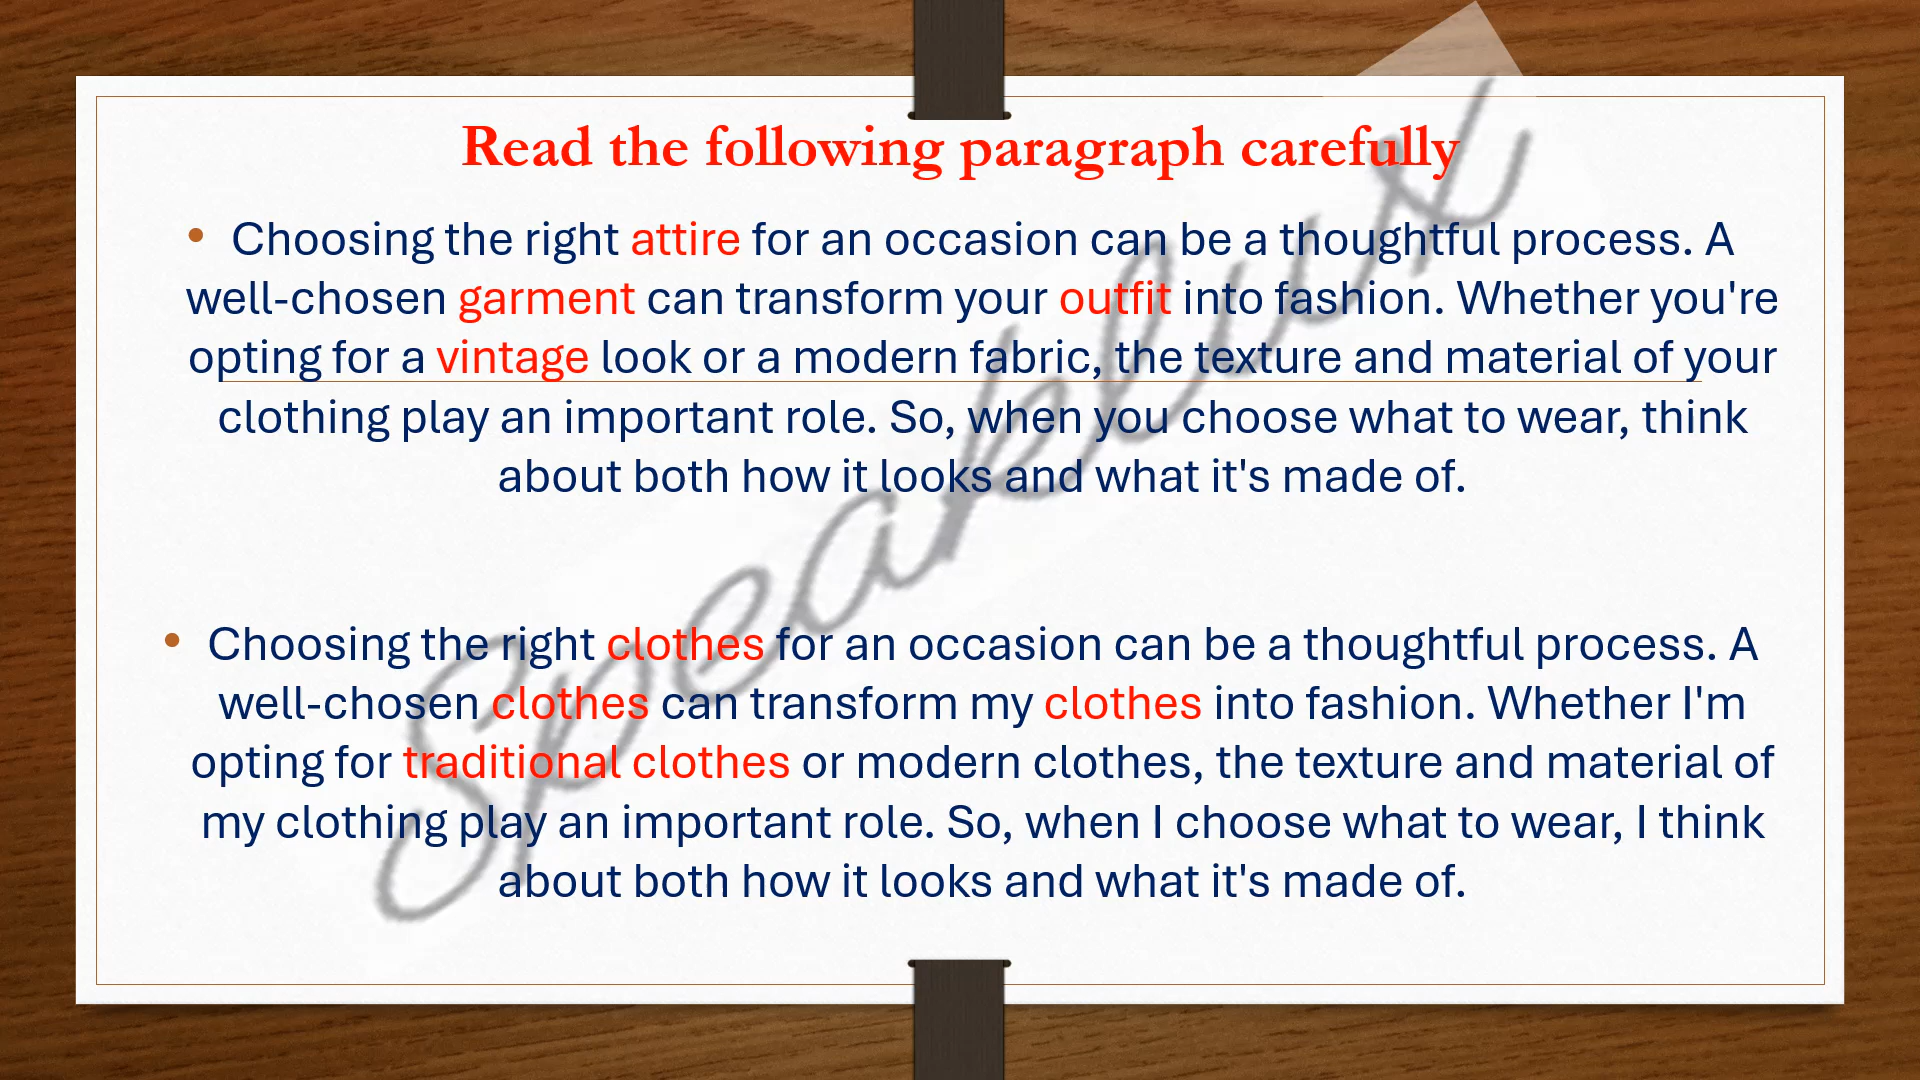 Read the following paragraph carefully
• Choosing the right attire for an occasion can be a thoughtful process. A
well-chosen garment can transform your outfit into fashion. Whether you're
opting for a vintage look or a modern fabric, the texture and material of your
clothing play an important role. So, when you choose what to wear, think
about both how it looks and what it's made of.
• Choosing the right clothes for an occasion can be a thoughtful process. A
well-chosen clothes can transform my clothes into fashion. Whether I'm
opting for traditional clothes or modern clothes, the texture and material of
my clothing play an important role. So, when I choose what to wear, I think
about both how it looks and what it's made of.
Speaklux